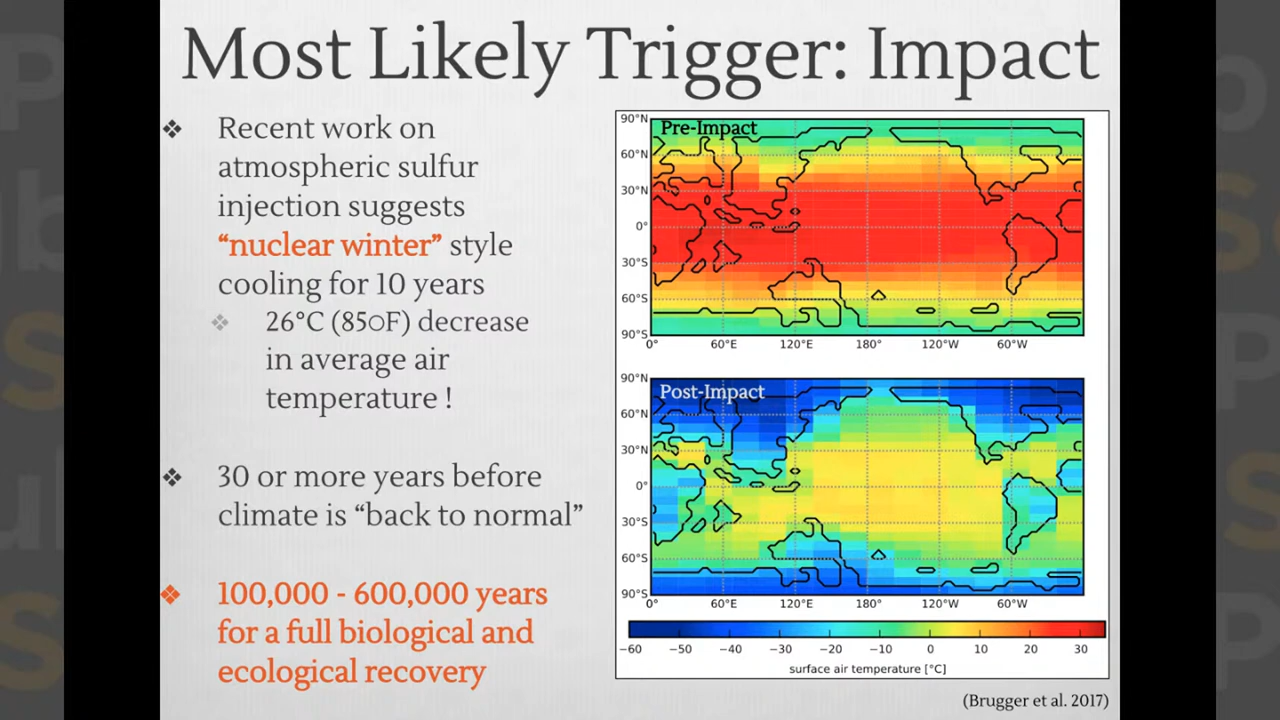 Most Likely Trigger: Impact
❖ Recent work on
atmospheric sulfur
injection suggests
“nuclear winter” style
cooling for 10 years
❖ 26°C (85○F) decrease
in average air
temperature !
❖ 30 or more years before
climate is “back to normal”
❖ 100,000 - 600,000 years
for a full biological and
ecological recovery
Pre-Impact
90°N
60°N
30°N
0°
30°S
60°S
90°S
0° 60°E 120°E 180° 120°W 60°W
Post-Impact
90°N
60°N
30°N
0°
30°S
60°S
90°S
0° 60°E 120°E 180° 120°W 60°W
−60 −50 −40 −30 −20 −10 0 10 20 30
surface air temperature [°C]
(Brugger et al. 2017)